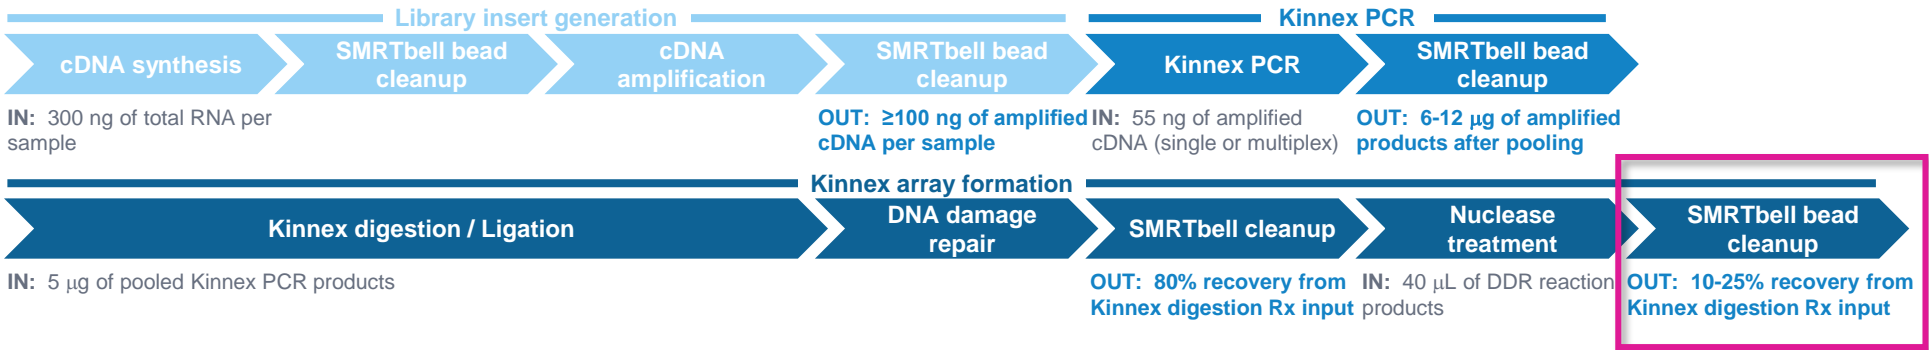 Library insert generation
Kinnex PCR
cDNA synthesis
SMRTbell bead
cleanup
cDNA
amplification
SMRTbell bead
cleanup
Kinnex PCR
SMRTbell bead
cleanup
IN: 300 ng of total RNA per
sample
OUT: ≥100 ng of amplified
cDNA per sample
IN: 55 ng of amplified
cDNA (single or multiplex)
OUT: 6-12 μg of amplified
products after pooling
Kinnex array formation
Kinnex digestion / Ligation
DNA damage
repair
SMRTbell cleanup
Nuclease
treatment
SMRTbell bead
cleanup
IN: 5 μg of pooled Kinnex PCR products
OUT: 80% recovery from
Kinnex digestion Rx input
IN: 40 μL of DDR reaction
products
OUT: 10-25% recovery from
Kinnex digestion Rx input